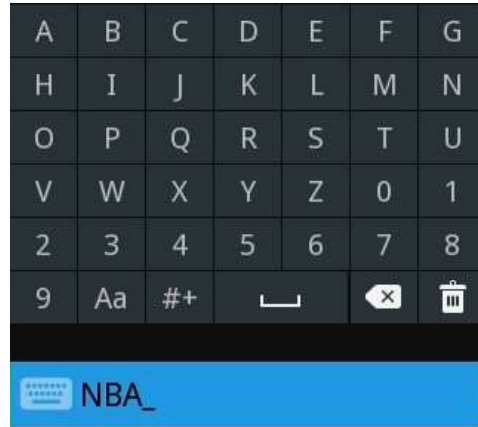 A B C D E F G
H I J K L M N
O P Q R S T U
V W X Y Z 0 1
2 3 4 5 6 7 8
9 Aa #+
NBA_